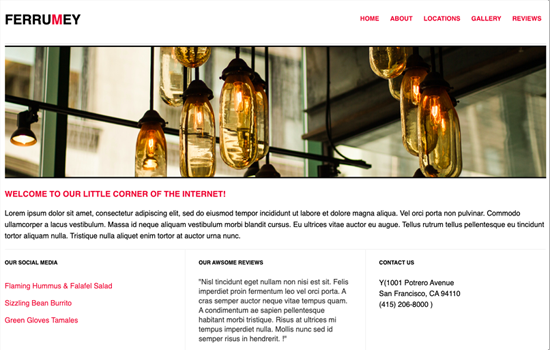 FERRUMEY
HOME ABOUT LOCATIONS GALLERY REVIEWS
WELCOME TO OUR LITTLE CORNER OF THE INTERNET!
Lorem ipsum dolor sit amet, consectetur adipiscing elit, sed do eiusmod tempor incididunt ut labore et dolore magna aliqua. Vel orci porta non pulvinar. Commodo
ullamcorper a lacus vestibulum. Massa id neque aliquam vestibulum morbi blandit cursus. Eu ultrices vitae auctor eu augue. Tellus rutrum tellus pellentesque eu tincidunt
tortor aliquam nulla. Tristique nulla aliquet enim tortor at auctor urna nunc.
OUR SOCIAL MEDIA
Flaming Hummus & Falafel Salad
Sizzling Bean Burrito
Green Gloves Tamales
OUR AWSOME REVIEWS
"Nisl tincidunt eget nullam non nisi est sit. Felis
imperdiet proin fermentum leo vel orci porta. A
cras semper auctor neque vitae tempus quam.
A condimentum ae sapien pellentesque
habitant morbi tristique. Risus at ultrices mi
tempus imperdiet nulla. Mollis nunc sed id
semper risus in hendrerit. !"
CONTACT US
Y(1001 Potrero Avenue
San Francisco, CA 94110
(415) 206-8000 )